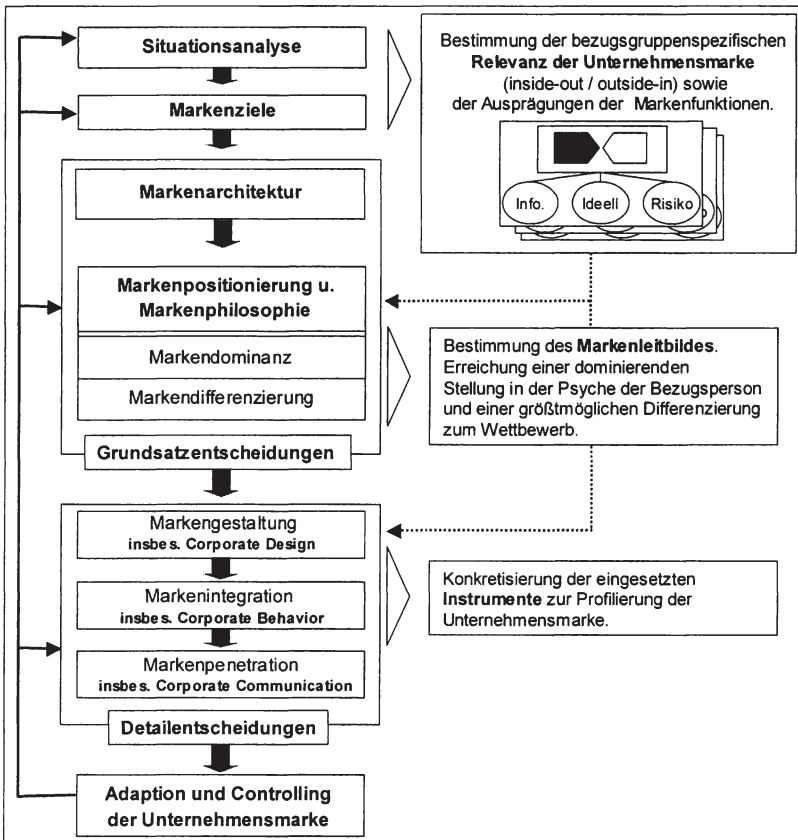 Situationsanalyse
Markenziele
Markenarchitektur
Markenpositionierung u.
Markenphilosophie
Markendominanz
Markendifferenzierung
Grundsatzentscheidungen
Markengestaltung
insbes. Corporate Design
Markenintegration
insbes. Corporate Behavior
Markenpenetration
insbes. Corporate Communication
Detailentscheidungen
Adaption und Controlling
der Unternehmensmarke
Bestimmung der bezugsgruppenspezifischen
Relevanz der Unternehmensmarke
(inside-out / outside-in) sowie
der Ausprägungen der Markenfunktionen.
Info.
Ideell
Risiko
Bestimmung des Markenleitbildes.
Erreichung einer dominierenden
Stellung in der Psyche der Bezugsperson
und einer größtmöglichen Differenzierung
zum Wettbewerb.
Konkretisierung der eingesetzten
Instrumente zur Profilierung der
Unternehmensmarke.